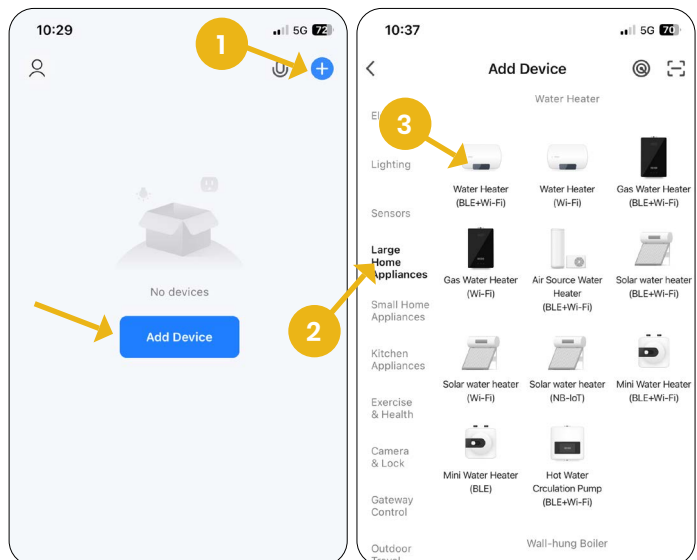 10:29
5G 72
1
No devices
Add Device
10:37
5G 70
Add Device
Water Heater
3
Lighting
Sensors
Large
Home
Appliances
2
Small Home
Appliances
Kitchen
Appliances
Exercise
& Health
Camera
& Lock
Gateway
Control
Outdoor
Water Heater
(BLE+Wi-Fi)
Water Heater
(Wi-Fi)
Gas Water Heater
(BLE+Wi-Fi)
Gas Water Heater
(Wi-Fi)
Air Source Water
Heater
(BLE+Wi-Fi)
Solar water heater
(BLE+Wi-Fi)
Solar water heater
(Wi-Fi)
Solar water heater
(NB-IoT)
Mini Water Heater
(BLE+Wi-Fi)
Mini Water Heater
(BLE)
Hot Water
Crculation Pump
(BLE+Wi-Fi)
Wall-hung Boiler